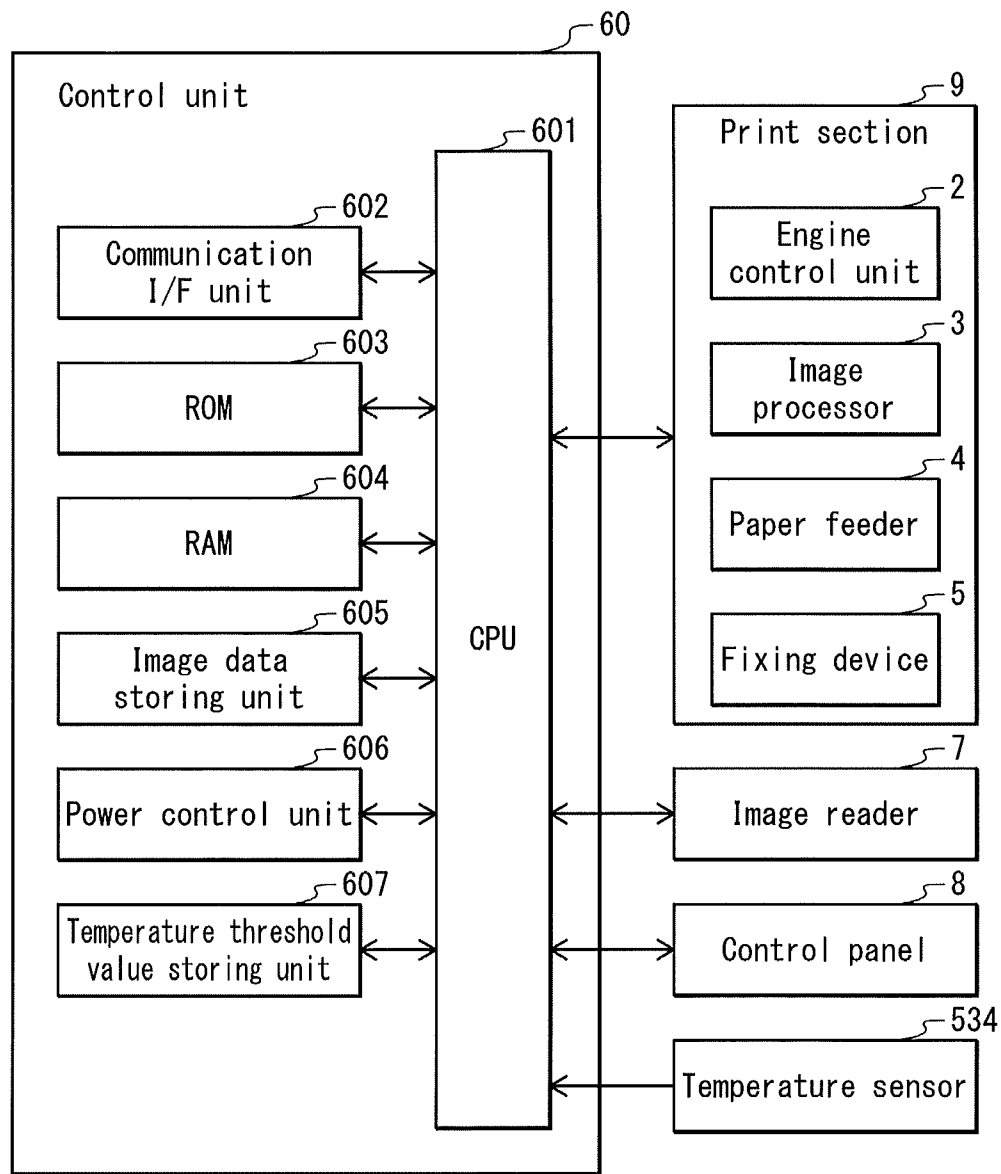 60
Control unit
601
602
Communication
I/F unit
603
ROM
604
RAM
605
Image data
storing unit
606
Power control unit
607
Temperature threshold
value storing unit
CPU
9
Print section
2
Engine
control unit
3
Image
processor
4
Paper feeder
5
Fixing device
7
Image reader
8
Control panel
534
Temperature sensor